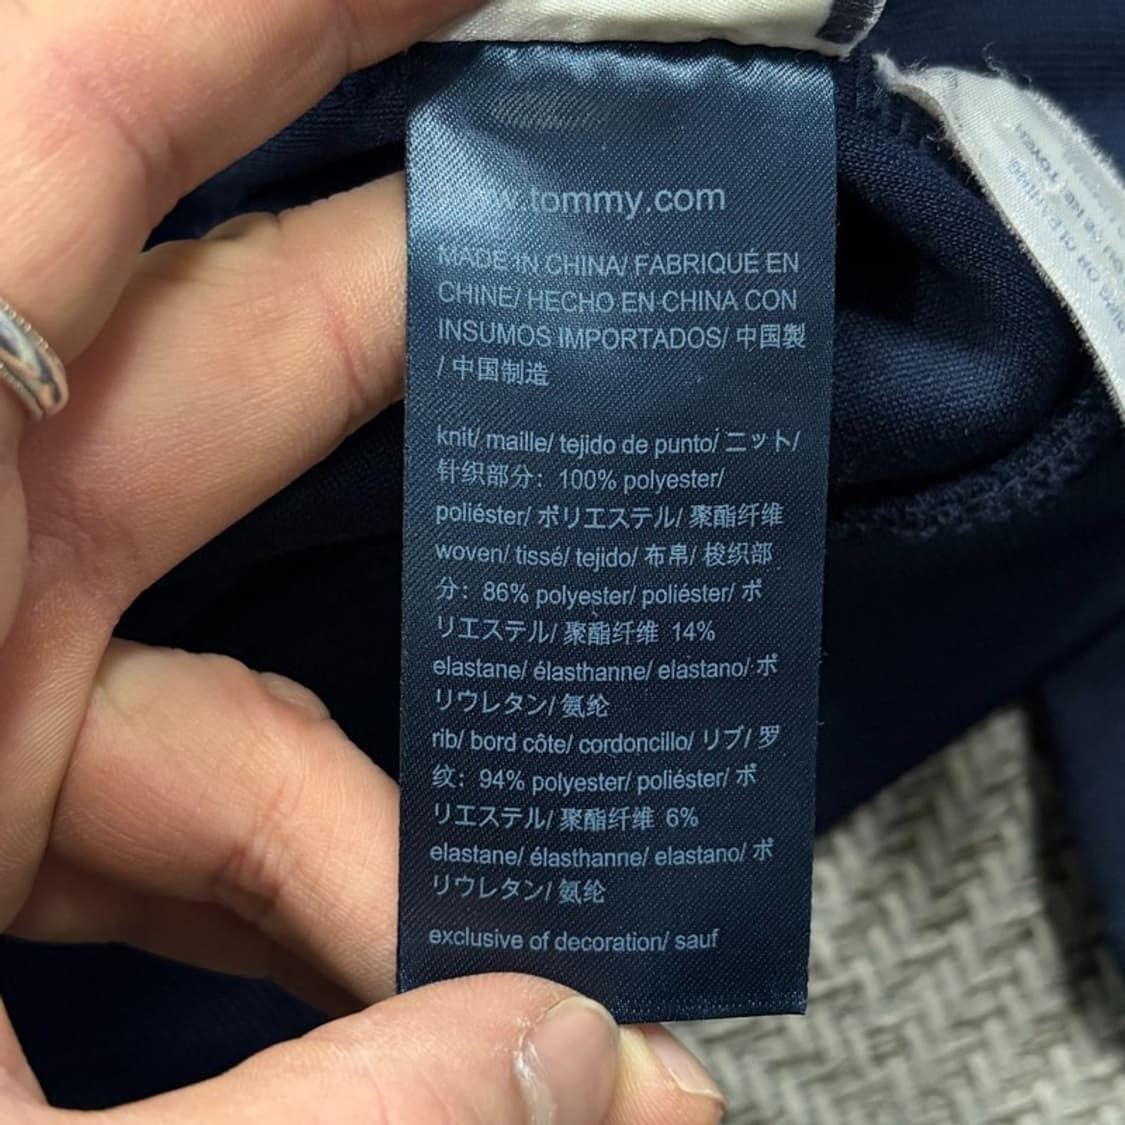 tommy.com
MADE IN CHINA/ FABRIQUÉ EN
CHINE/ HECHO EN CHINA CON
INSUMOS IMPORTADOS/ 中国製
/ 中国制造
knit/ maille/ tejido de punto/ ニット/
针织部分：100% polyester/
poliéster/ ポリエステル/ 聚酯纤维
woven/ tissé/ tejido/ 布帛/ 梭织部
分：86% polyester/ poliéster/ ポ
リエステル/ 聚酯纤维 14%
elastane/ élasthanne/ elastano/ ポ
リウレタン/ 氨纶
rib/ bord côte/ cordoncillo/ リブ/ 罗
纹：94% polyester/ poliéster/ ポ
リエステル/ 聚酯纤维 6%
elastane/ élasthanne/ elastano/ ポ
リウレタン/ 氨纶
exclusive of decoration/ sauf